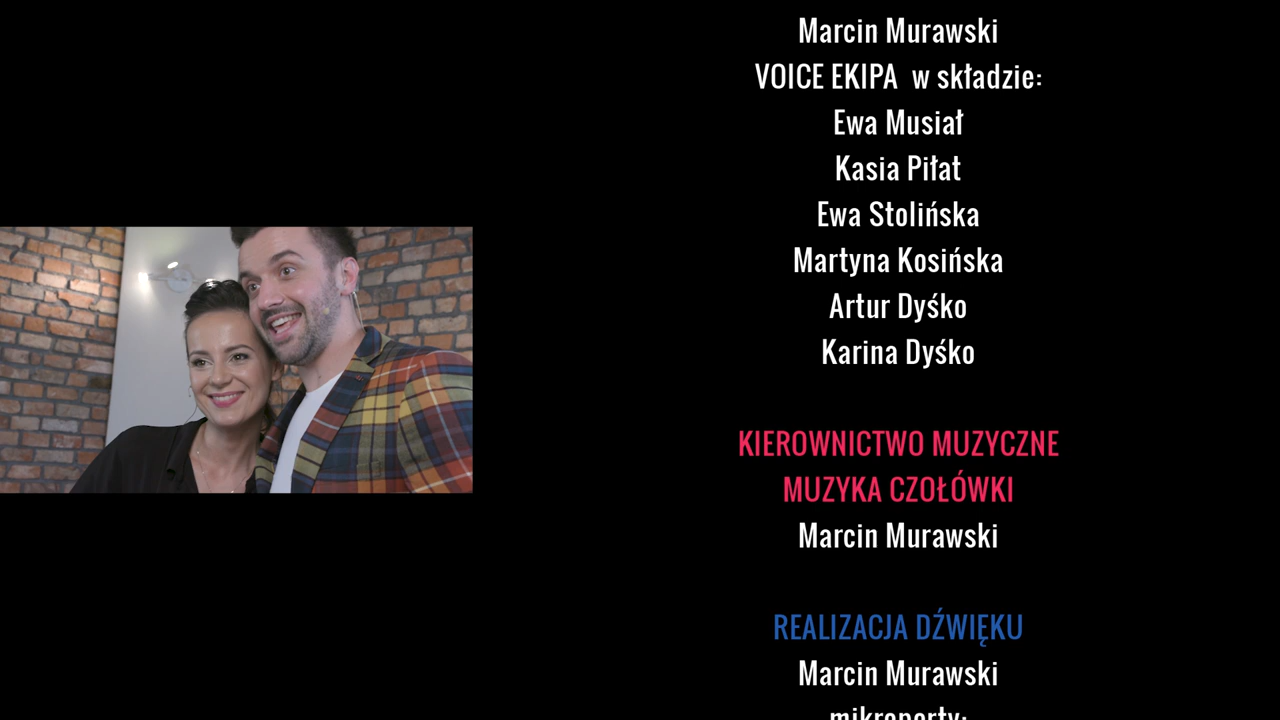 Marcin Murawski
VOICE EKIPA w składzie:
Ewa Musiał
Kasia Piłat
Ewa Stolińska
Martyna Kosińska
Artur Dyśko
Karina Dyśko
KIEROWNICTWO MUZYCZNE
MUZYKA CZOŁÓWKI
Marcin Murawski
REALIZACJA DŹWIĘKU
Marcin Murawski
mikroporty: